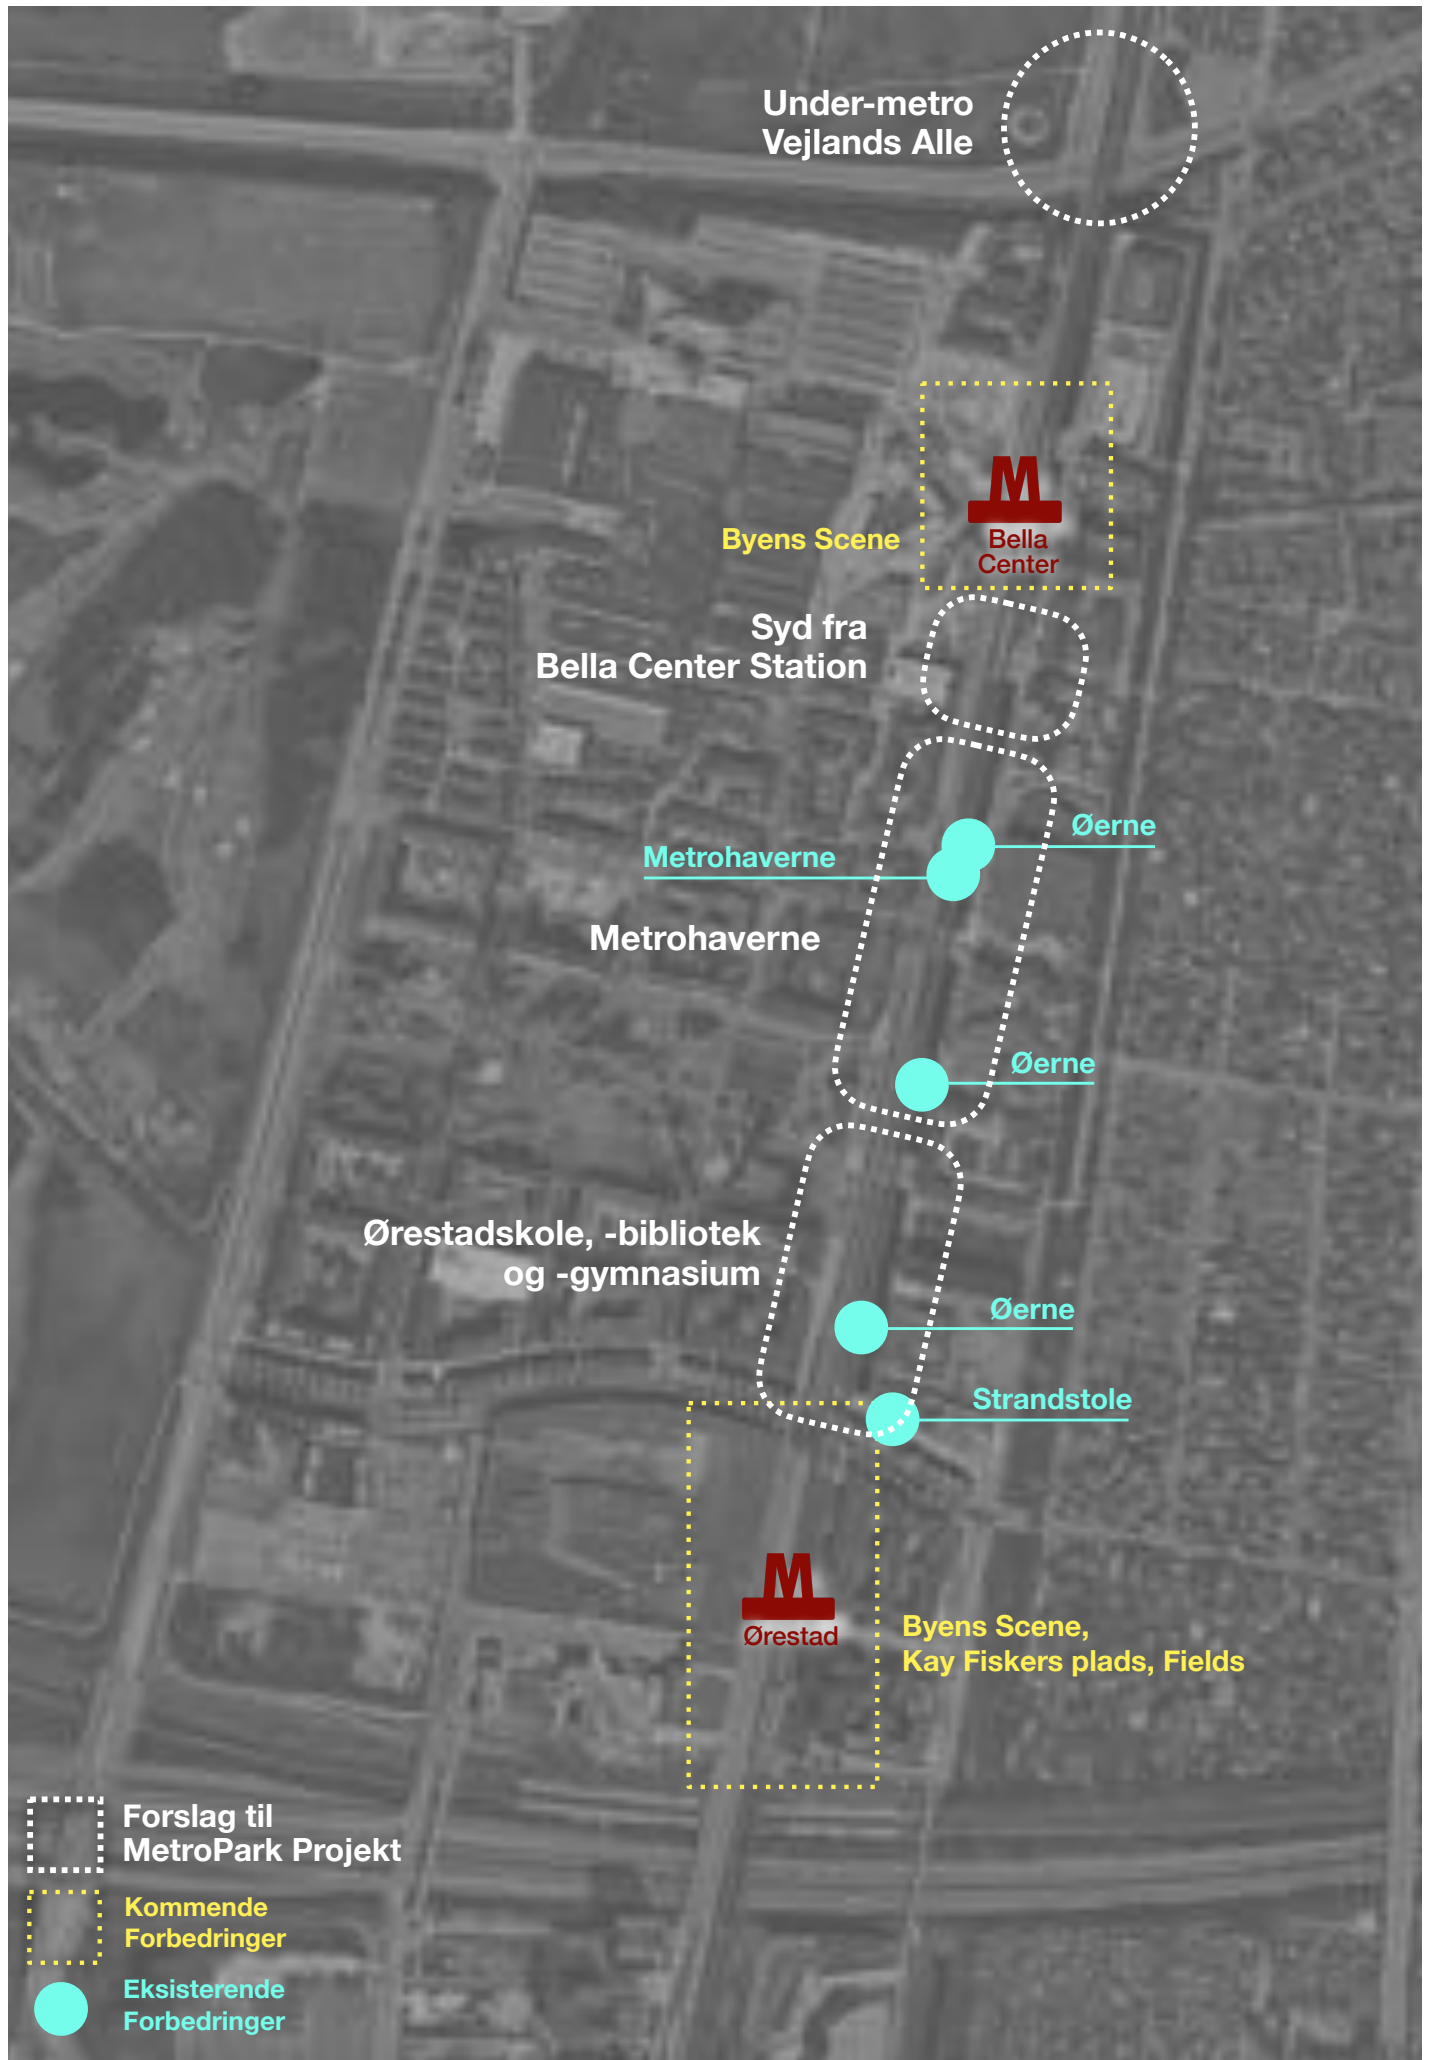 Under-metro
Vejlands Alle
M
Bella
Center
Byens Scene
Syd fra
Bella Center Station
Øerne
Metrohaverne
Metrohaverne
Øerne
Ørestadskole, -bibliotek
og -gymnasium
Øerne
Strandstole
M
Ørestad
Byens Scene,
Kay Fiskers plads, Fields
Forslag til
MetroPark Projekt
Kommende
Forbedringer
Eksisterende
Forbedringer